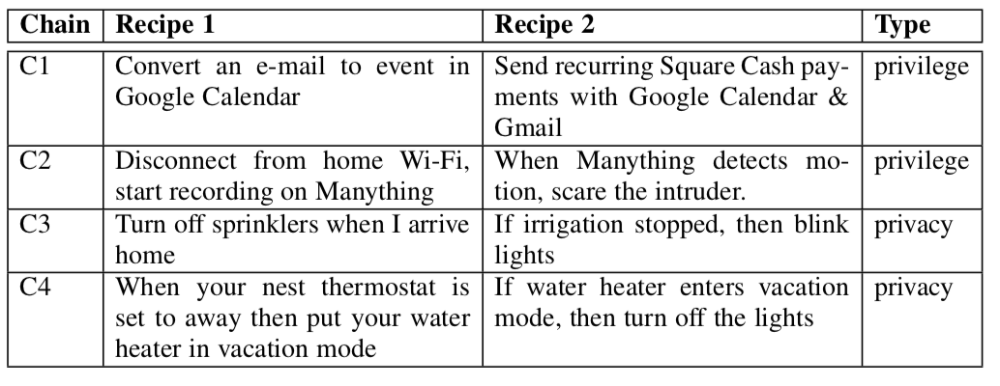 Chain Recipe 1 Recipe 2 Type
C1 Convert an e-mail to event in Send recurring Square Cash pay- privilege
Google Calendar ments with Google Calendar &
Gmail
C2 Disconnect from home Wi-Fi, When Manything detects mo- privilege
start recording on Manything tion, scare the intruder.
C3 Turn off sprinklers when I arrive If irrigation stopped, then blink privacy
home lights
C4 When your nest thermostat is If water heater enters vacation privacy
set to away then put your water mode, then turn off the lights
heater in vacation mode